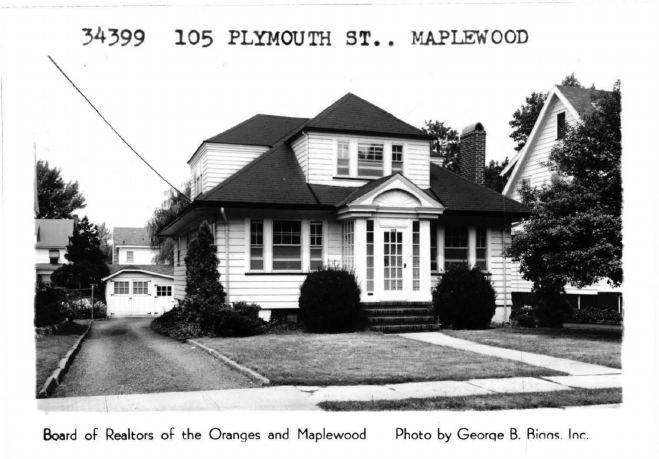 34399 105 PLYMOUTH ST.. MAPLEWOOD
Board of Realtors of the Oranges and Maplewood Photo by George B. Biggs, Inc.